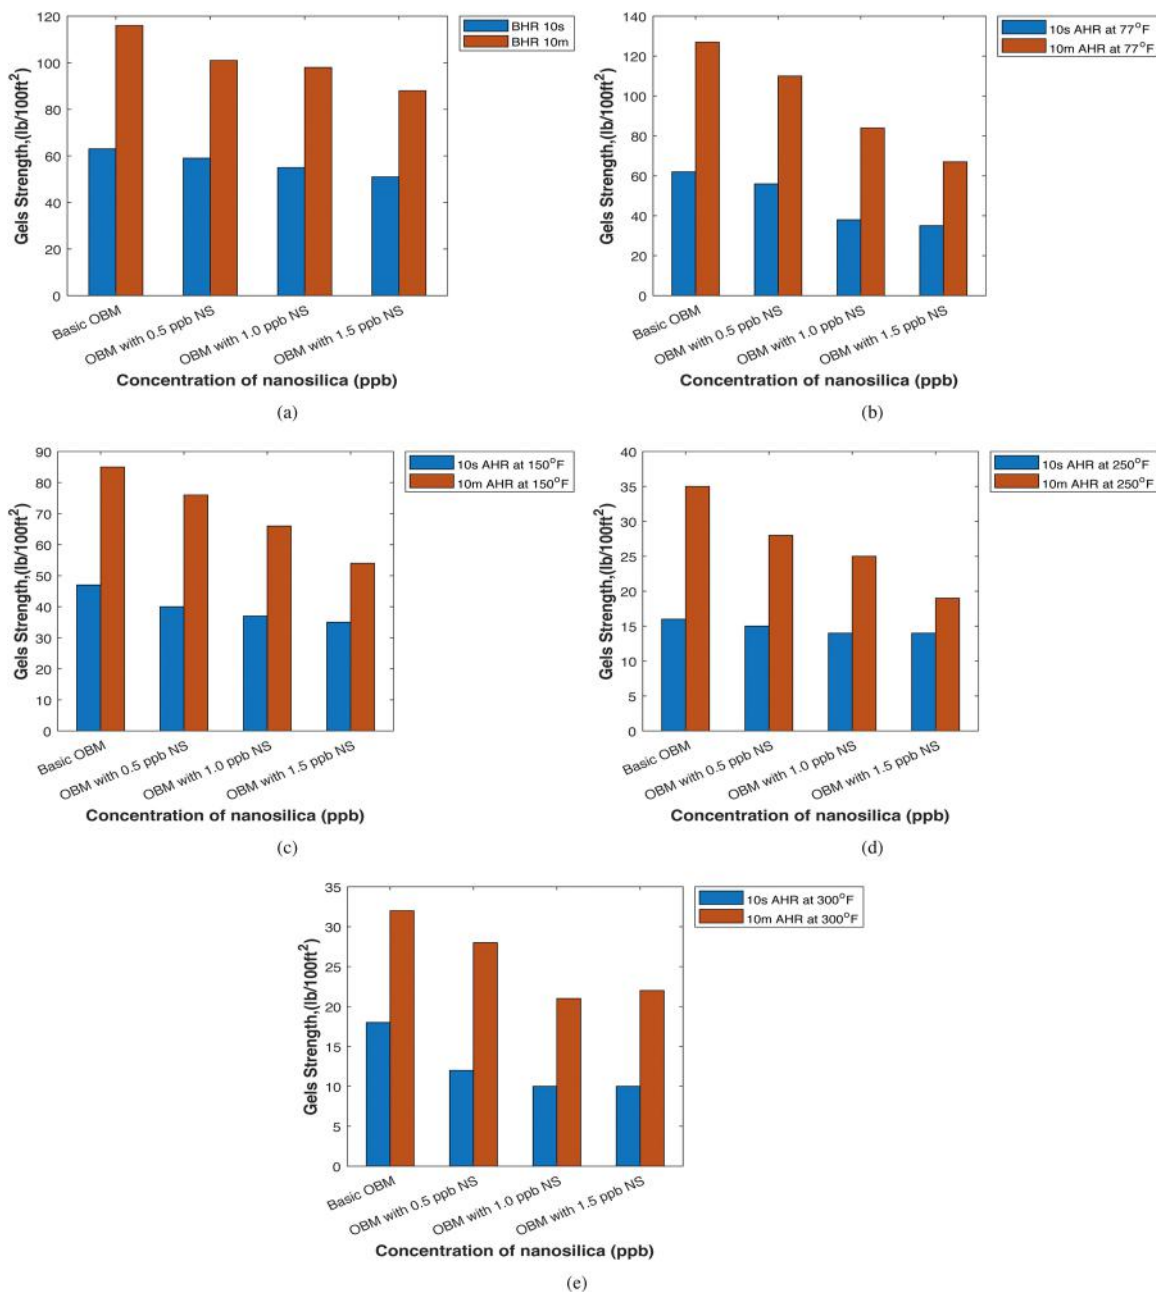 120
100
80
60
40
20
0
Gels Strength,(lb/100ft²)
BHR 10s
BHR 10m
Basic OBM
OBM with 0.5 ppb NS
OBM with 1.0 ppb NS
OBM with 1.5 ppb NS
Concentration of nanosilica (ppb)
(a)
140
120
100
80
60
40
20
0
Gels Strength,(lb/100ft²)
10s AHR at 77°F
10m AHR at 77°F
Basic OBM
OBM with 0.5 ppb NS
OBM with 1.0 ppb NS
OBM with 1.5 ppb NS
Concentration of nanosilica (ppb)
(b)
90
80
70
60
50
40
30
20
10
0
Gels Strength,(lb/100ft²)
10s AHR at 150°F
10m AHR at 150°F
Basic OBM
OBM with 0.5 ppb NS
OBM with 1.0 ppb NS
OBM with 1.5 ppb NS
Concentration of nanosilica (ppb)
(c)
40
35
30
25
20
15
10
5
0
Gels Strength,(lb/100ft²)
10s AHR at 250°F
10m AHR at 250°F
Basic OBM
OBM with 0.5 ppb NS
OBM with 1.0 ppb NS
OBM with 1.5 ppb NS
Concentration of nanosilica (ppb)
(d)
35
30
25
20
15
10
5
0
Gels Strength,(lb/100ft²)
10s AHR at 300°F
10m AHR at 300°F
Basic OBM
OBM with 0.5 ppb NS
OBM with 1.0 ppb NS
OBM with 1.5 ppb NS
Concentration of nanosilica (ppb)
(e)